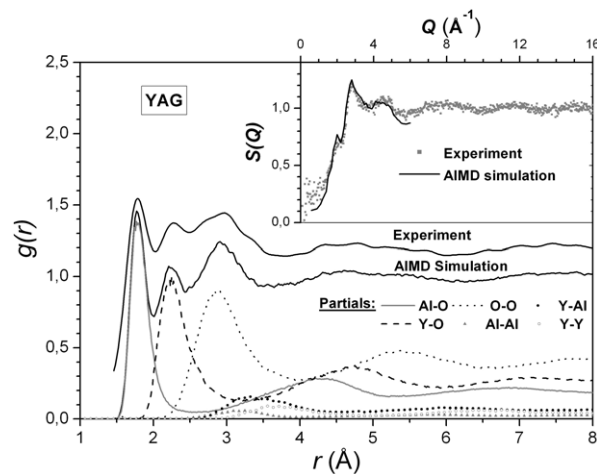 Q (Å⁻¹)
0 4 8 12 16
2,5
YAG
2,0
1,0
S(Q)
0,5
Experiment
AIMD simulation
0,0
1,5
g(r)
Experiment
1,0
AIMD Simulation
Partials: Al-O O-O Y-Al
Y-O Al-Al Y-Y
0,5
0,0
1 2 3 4 5 6 7 8
r (Å)